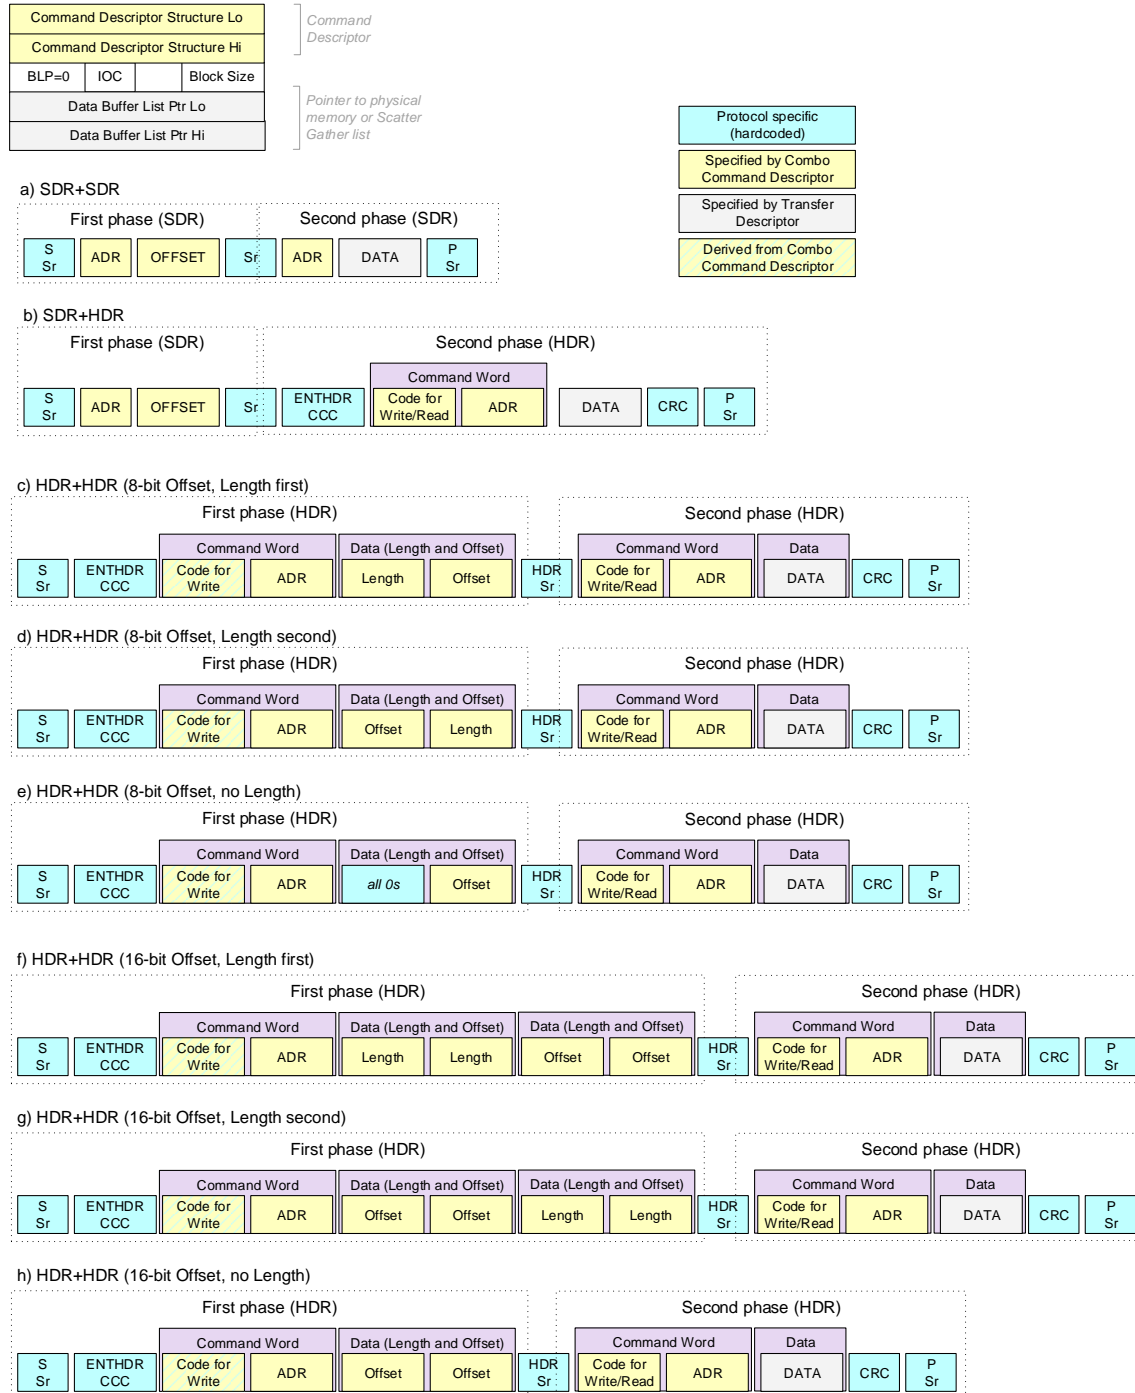 Command Descriptor Structure Lo
Command Descriptor Structure Hi
BLP=0 IOC Block Size
Data Buffer List Ptr Lo
Data Buffer List Ptr Hi
Command
Descriptor
Pointer to physical
memory or Scatter
Gather list
Protocol specific
(hardcoded)
Specified by Combo
Command Descriptor
Specified by Transfer
Descriptor
Derived from Combo
Command Descriptor
a) SDR+SDR
First phase (SDR) Second phase (SDR)
S
Sr ADR OFFSET Sr ADR DATA P
Sr
b) SDR+HDR
First phase (SDR) Second phase (HDR)
Command Word
S
Sr ADR OFFSET Sr ENTHDR
CCC Code for
Write/Read ADR DATA CRC P
Sr
c) HDR+HDR (8-bit Offset, Length first)
First phase (HDR) Second phase (HDR)
Command Word Data (Length and Offset) Command Word Data
S
Sr ENTHDR
CCC Code for
Write ADR Length Offset HDR
Sr Code for
Write/Read ADR DATA CRC P
Sr
d) HDR+HDR (8-bit Offset, Length second)
First phase (HDR) Second phase (HDR)
Command Word Data (Length and Offset) Command Word Data
S
Sr ENTHDR
CCC Code for
Write ADR Offset Length HDR
Sr Code for
Write/Read ADR DATA CRC P
Sr
e) HDR+HDR (8-bit Offset, no Length)
First phase (HDR) Second phase (HDR)
Command Word Data (Length and Offset) Command Word Data
S
Sr ENTHDR
CCC Code for
Write ADR all 0s Offset HDR
Sr Code for
Write/Read ADR DATA CRC P
Sr
f) HDR+HDR (16-bit Offset, Length first)
First phase (HDR) Second phase (HDR)
Command Word Data (Length and Offset) Data (Length and Offset) Command Word Data
S
Sr ENTHDR
CCC Code for
Write ADR Length Length Offset Offset HDR
Sr Code for
Write/Read ADR DATA CRC P
Sr
g) HDR+HDR (16-bit Offset, Length second)
First phase (HDR) Second phase (HDR)
Command Word Data (Length and Offset) Data (Length and Offset) Command Word Data
S
Sr ENTHDR
CCC Code for
Write ADR Offset Offset Length Length HDR
Sr Code for
Write/Read ADR DATA CRC P
Sr
h) HDR+HDR (16-bit Offset, no Length)
First phase (HDR) Second phase (HDR)
Command Word Data (Length and Offset) Command Word Data
S
Sr ENTHDR
CCC Code for
Write ADR Offset Offset HDR
Sr Code for
Write/Read ADR DATA CRC P
Sr